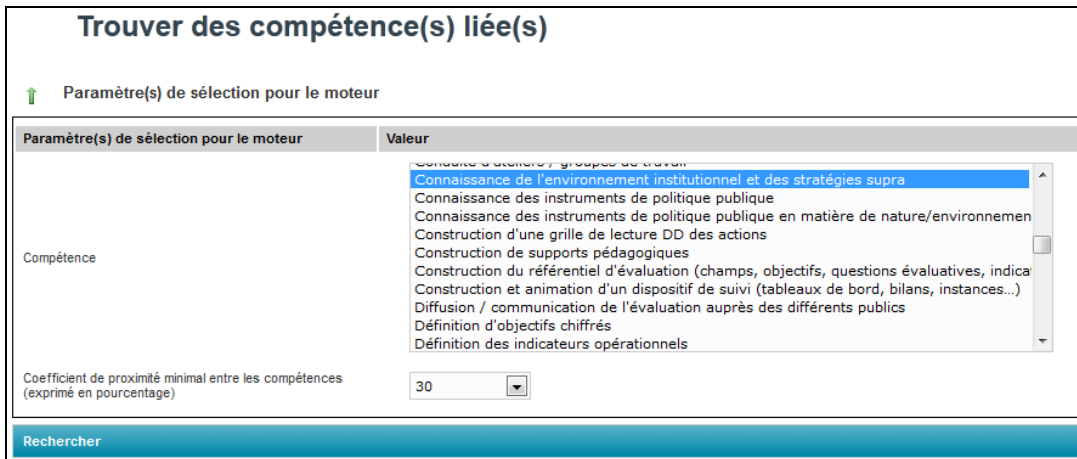 Trouver des compétence(s) liée(s)
Paramètre(s) de sélection pour le moteur
Paramètre(s) de sélection pour le moteur Valeur
Conduite d'ateliers / groupes de travail
Connaissance de l'environnement institutionnel et des stratégies supra
Connaissance des instruments de politique publique
Connaissance des instruments de politique publique en matière de nature/environnemen
Construction d'une grille de lecture DD des actions
Compétence
Construction de supports pédagogiques
Construction du référentiel d'évaluation (champs, objectifs, questions évaluatives, indica
Construction et animation d'un dispositif de suivi (tableaux de bord, bilans, instances...)
Diffusion / communication de l'évaluation auprès des différents publics
Définition d'objectifs chiffrés
Définition des indicateurs opérationnels
Coefficient de proximité minimal entre les compétences
(exprimé en pourcentage)
30
Rechercher